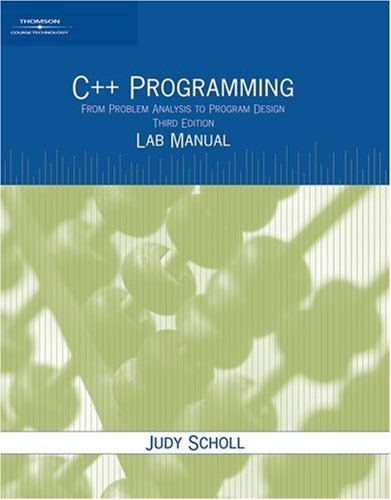 THOMSON
COURSE TECHNOLOGY
C++ PROGRAMMING
FROM PROBLEM ANALYSIS TO PROGRAM DESIGN
THIRD EDITION
LAB MANUAL
JUDY SCHOLL